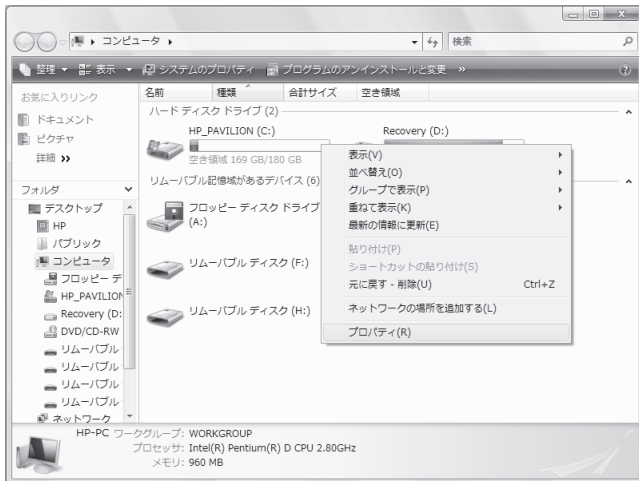 コンピュータ
検索
整理 表示 システムのプロパティ プログラムのアンインストールと変更 »
お気に入りリンク
ドキュメント
ピクチャ
詳細 »
フォルダ
デスクトップ
HP
パブリック
コンピュータ
フロッピー デ
HP_PAVILION
Recovery (D:
DVD/CD-RW
リムーバブル
リムーバブル
リムーバブル
リムーバブル
ネットワーク
名前 種類 合計サイズ 空き領域
ハード ディスク ドライブ (2)
HP_PAVILION (C:)
空き領域 169 GB/180 GB
Recovery (D:)
リムーバブル記憶域があるデバイス (6)
フロッピー ディスク ドライブ
(A:)
リムーバブル ディスク (F:)
リムーバブル ディスク (H:)
表示(V)
並べ替え(O)
グループで表示(P)
重ねて表示(K)
最新の情報に更新(E)
貼り付け(P)
ショートカットの貼り付け(S)
元に戻す - 削除(U) Ctrl+Z
ネットワークの場所を追加する(L)
プロパティ(R)
HP-PC ワークグループ: WORKGROUP
プロセッサ: Intel(R) Pentium(R) D CPU 2.80GHz
メモリ: 960 MB